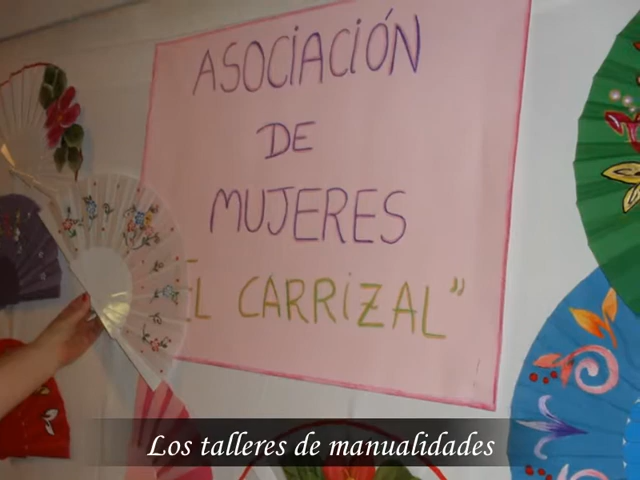 ASOCIACIÓN
DE
MUJERES
L CARRIZAL"
Los talleres de manualidades